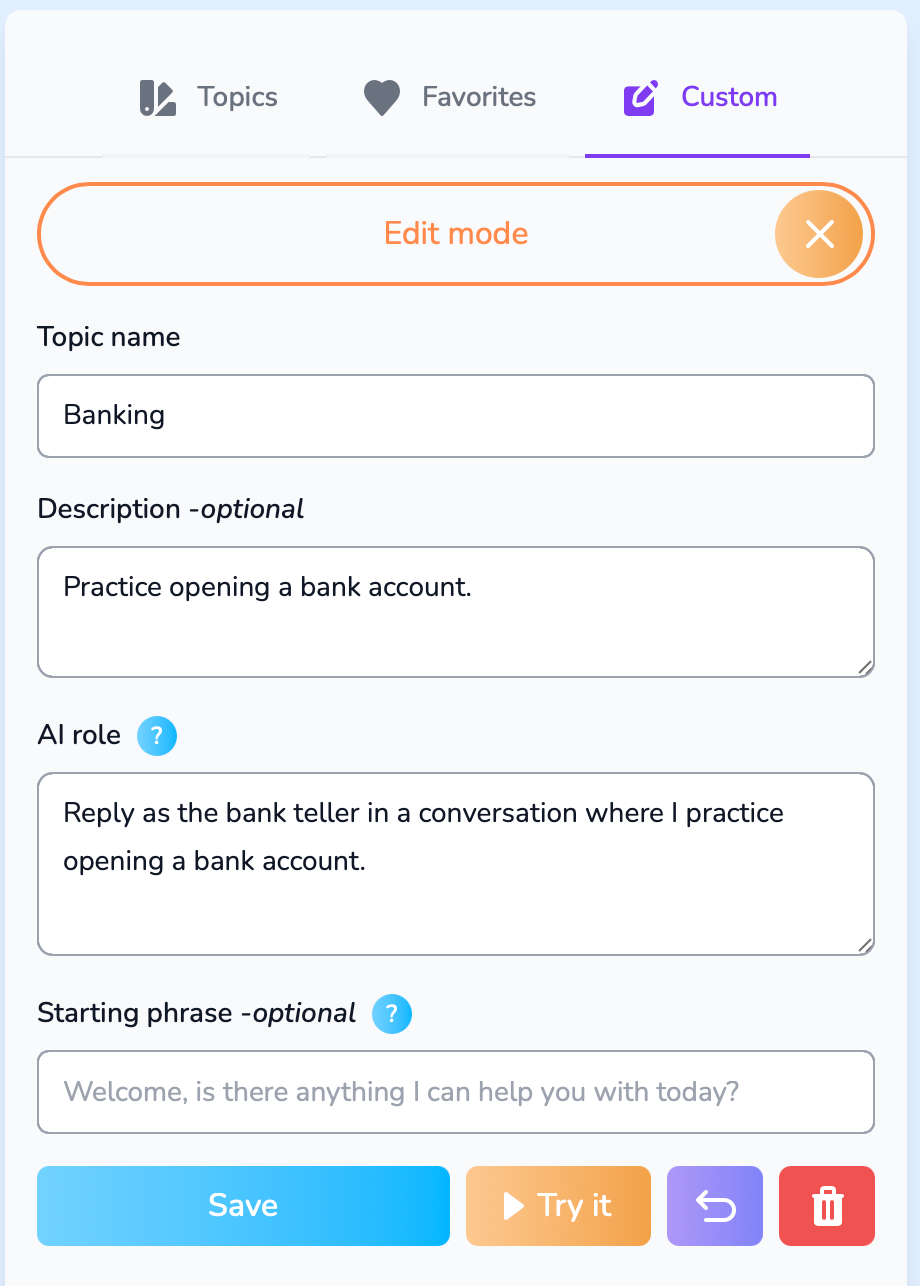 Topics Favorites Custom
Edit mode
Topic name
Banking
Description -optional
Practice opening a bank account.
AI role ?
Reply as the bank teller in a conversation where I practice
opening a bank account.
Starting phrase -optional ?
Welcome, is there anything I can help you with today?
Save Try it